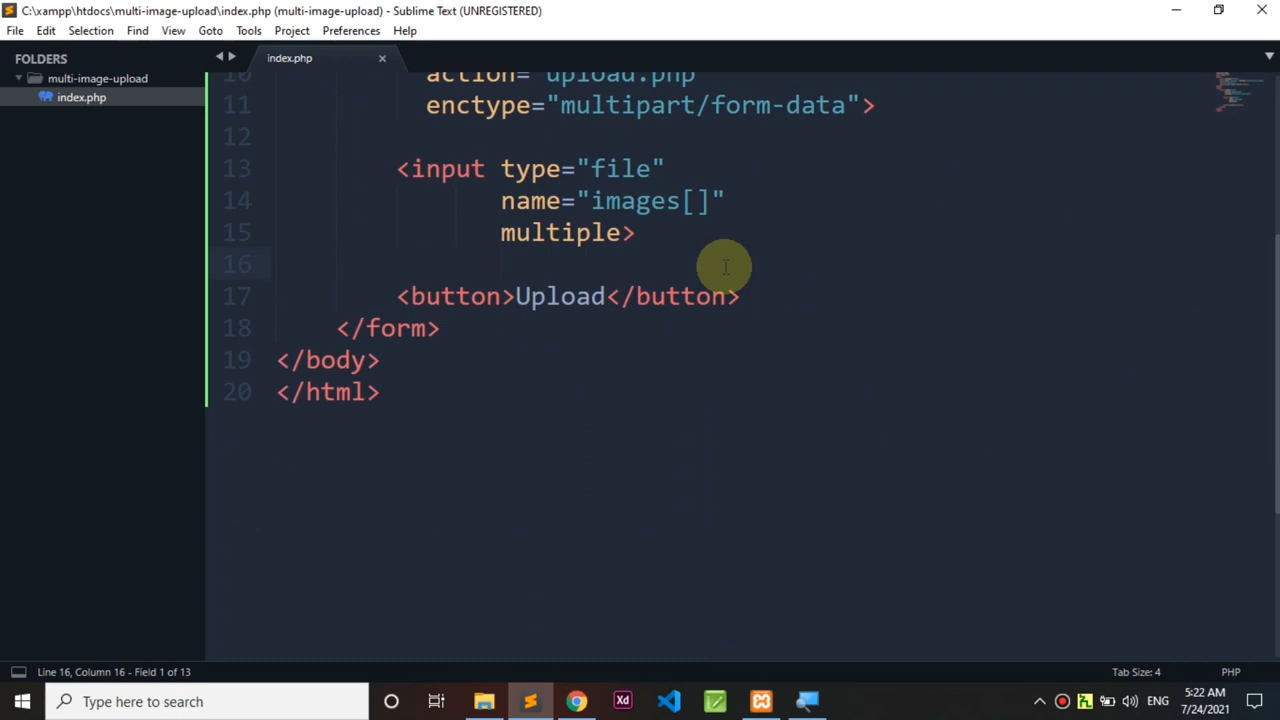 C:\xampp\htdocs\multi-image-upload\index.php (multi-image-upload) - Sublime Text (UNREGISTERED)
File Edit Selection Find View Goto Tools Project Preferences Help
FOLDERS
multi-image-upload
index.php
index.php
10 action="upload.php"
11 enctype="multipart/form-data">
12
13 <input type="file"
14 name="images[]"
15 multiple>
16
17 <button>Upload</button>
18 </form>
19 </body>
20 </html>
Line 16, Column 16 - Field 1 of 13
Tab Size: 4
PHP
Type here to search
Xd
ENG
5:22 AM
7/24/2021